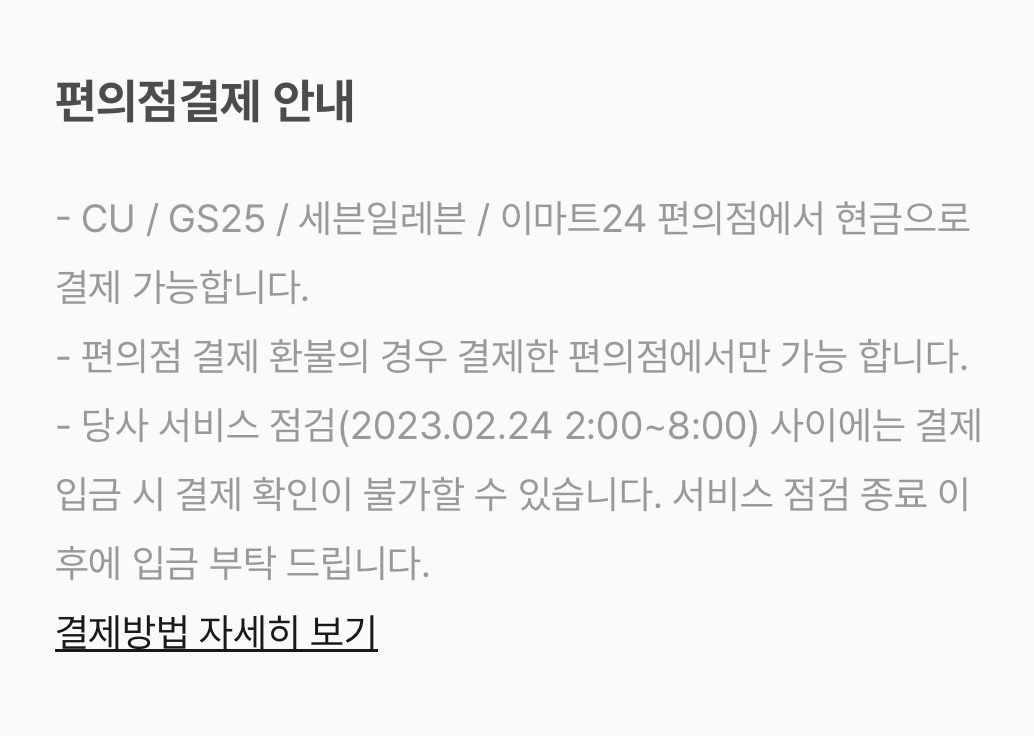 편의점결제 안내
- CU / GS25 / 세븐일레븐 / 이마트24 편의점에서 현금으로
결제 가능합니다.
- 편의점 결제 환불의 경우 결제한 편의점에서만 가능 합니다.
- 당사 서비스 점검(2023.02.24 2:00~8:00) 사이에는 결제
입금 시 결제 확인이 불가할 수 있습니다. 서비스 점검 종료 이
후에 입금 부탁 드립니다.
결제방법 자세히 보기